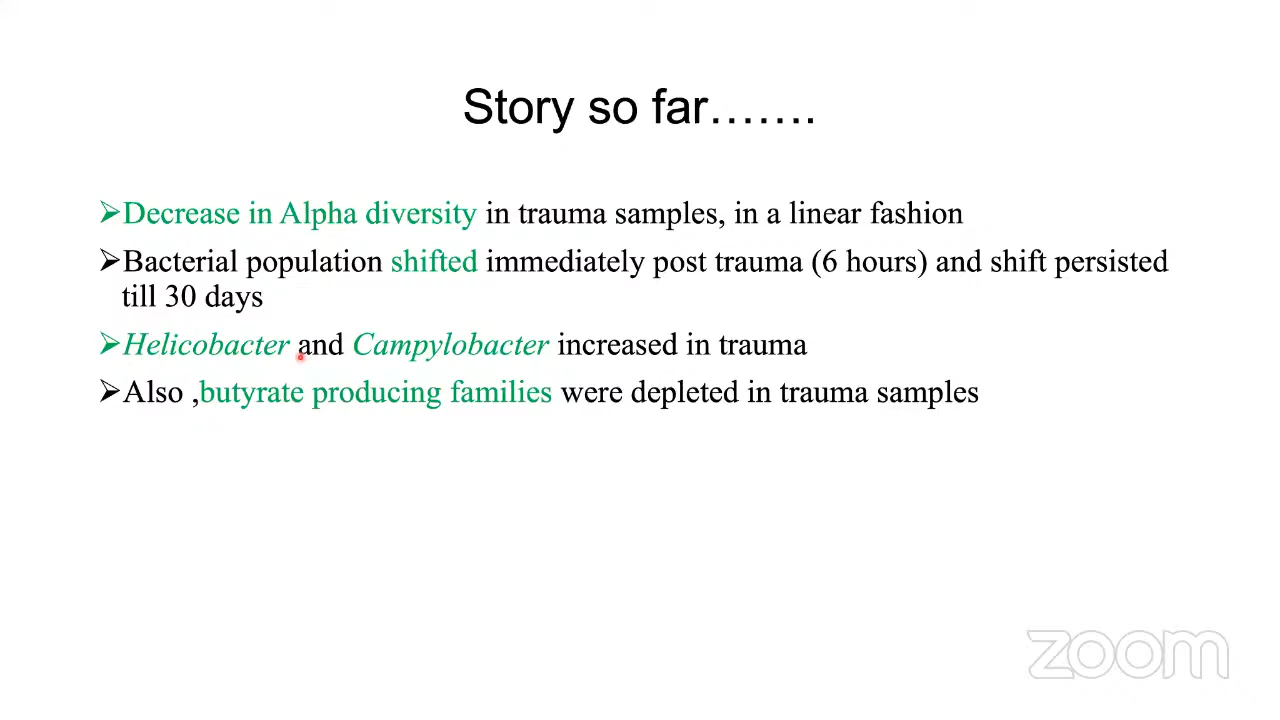 Story so far…….
➢Decrease in Alpha diversity in trauma samples, in a linear fashion
➢Bacterial population shifted immediately post trauma (6 hours) and shift persisted
till 30 days
➢Helicobacter and Campylobacter increased in trauma
➢Also ,butyrate producing families were depleted in trauma samples
zoom